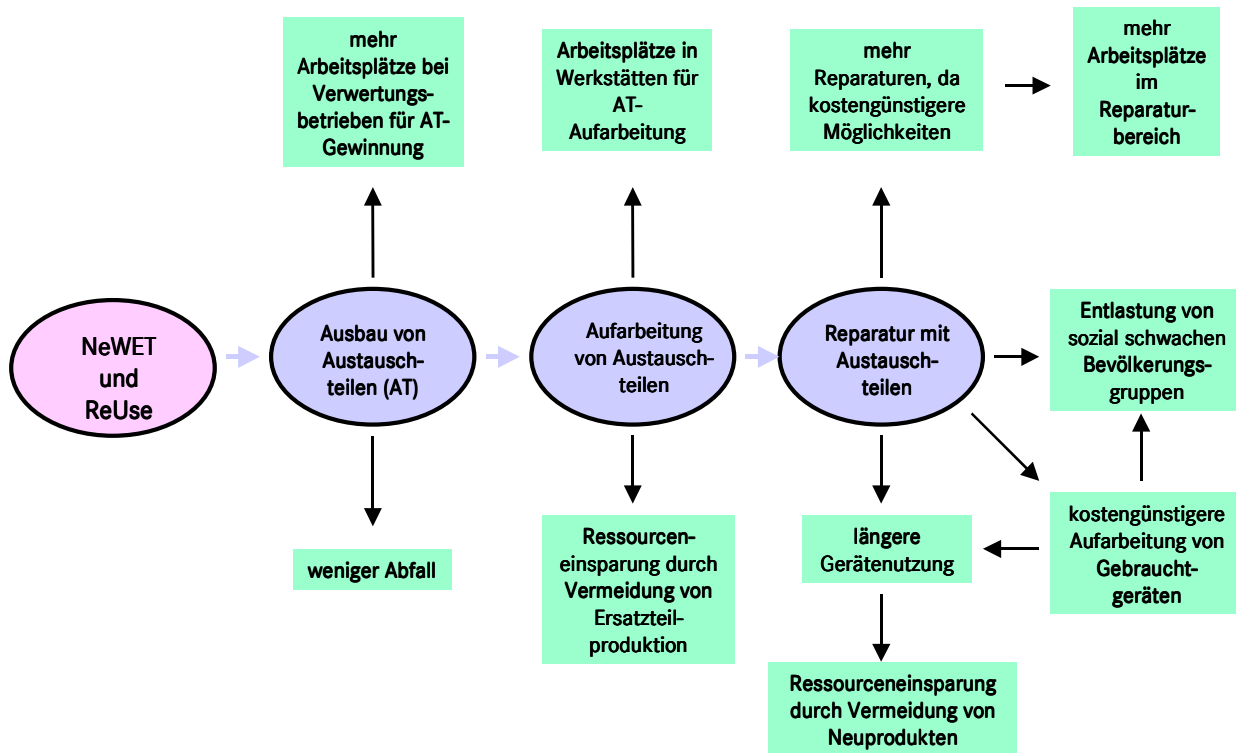 mehr
Arbeitsplätze bei
Verwertungs-
betrieben für AT-
Gewinnung
Arbeitsplätze in
Werkstätten für
AT-
Aufarbeitung
mehr
Reparaturen, da
kostengünstigere
Möglichkeiten
mehr
Arbeitsplätze
im
Reparatur-
bereich
NeWET
und
ReUse
Ausbau von
Austausch-
teilen (AT)
Aufarbeitung
von Austausch-
teilen
Reparatur mit
Austausch-
teilen
Entlastung von
sozial schwachen
Bevölkerungs-
gruppen
weniger Abfall
Ressourcen-
einsparung durch
Vermeidung von
Ersatzteil-
produktion
längere
Gerätenutzung
kostengünstigere
Aufarbeitung von
Gebraucht-
geräten
Ressourceneinsparung
durch Vermeidung von
Neuprodukten